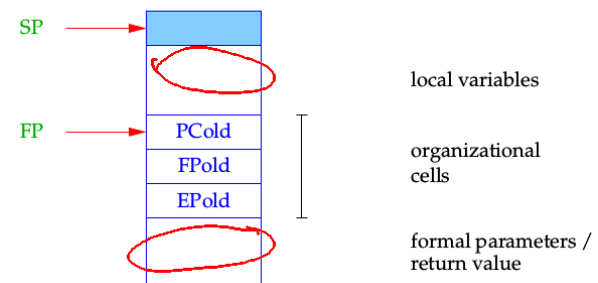 SP
local variables
FP
PCold
FPold
EPold
organizational
cells
formal parameters /
return value